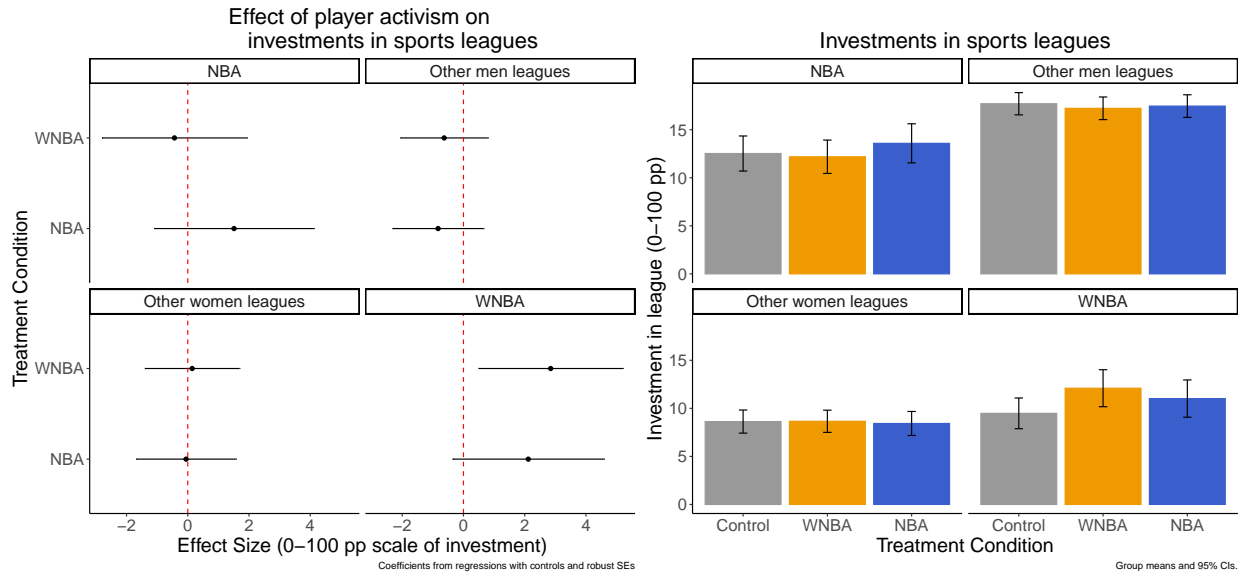 Effect of player activism on
investments in sports leagues
NBA
Other men leagues
WNBA
NBA
Other women leagues
WNBA
WNBA
NBA
−2
0
2
4
−2
0
2
4
Treatment Condition
Effect Size (0−100 pp scale of investment)
Coefficients from regressions with controls and robust SEs
Investments in sports leagues
NBA
Other men leagues
15
10
5
0
Other women leagues
WNBA
15
10
5
0
Control
WNBA
NBA
Control
WNBA
NBA
Investment in league (0−100 pp)
Treatment Condition
Group means and 95% CIs.